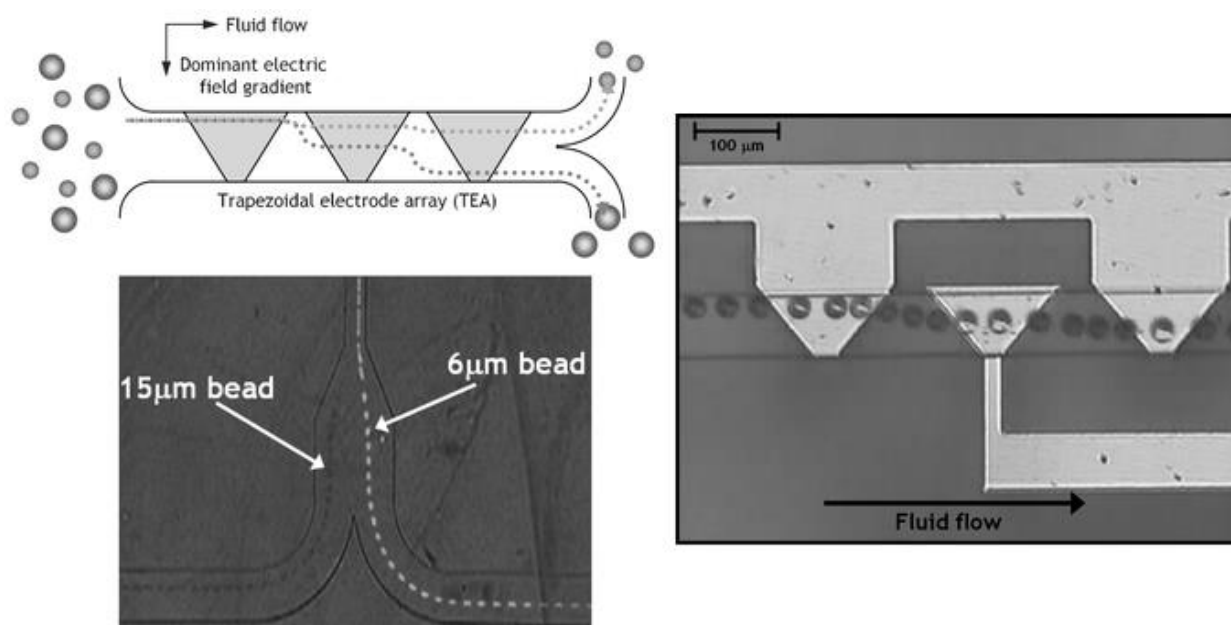 Fluid flow
Dominant electric
field gradient
Trapezoidal electrode array (TEA)
15μm bead
6μm bead
100 μm
Fluid flow